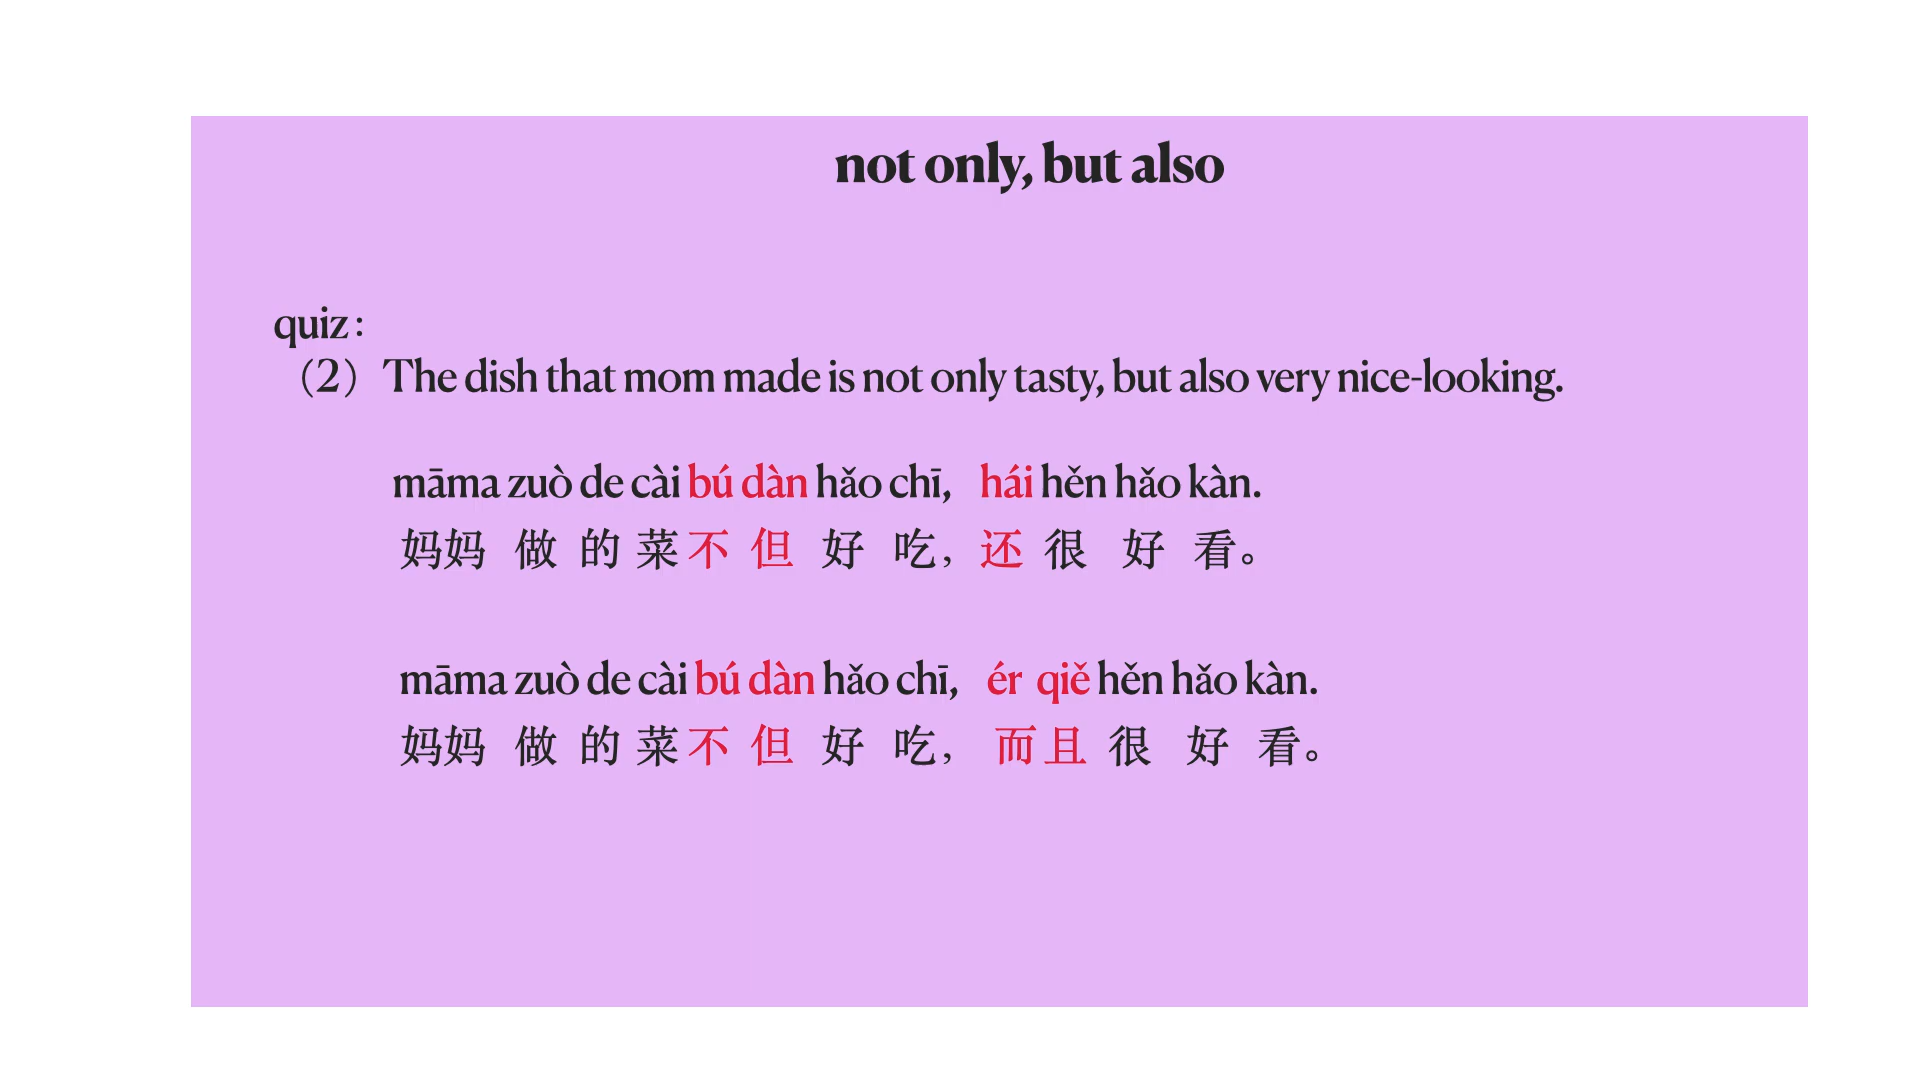 not only, but also
quiz:
（2）The dish that mom made is not only tasty, but also very nice-looking.
māma zuò de cài bú dàn hǎo chī, hái hěn hǎo kàn.
妈妈 做 的 菜 不 但 好 吃, 还 很 好 看。
māma zuò de cài bú dàn hǎo chī, ér qiě hěn hǎo kàn.
妈妈 做 的 菜 不 但 好 吃, 而 且 很 好 看。